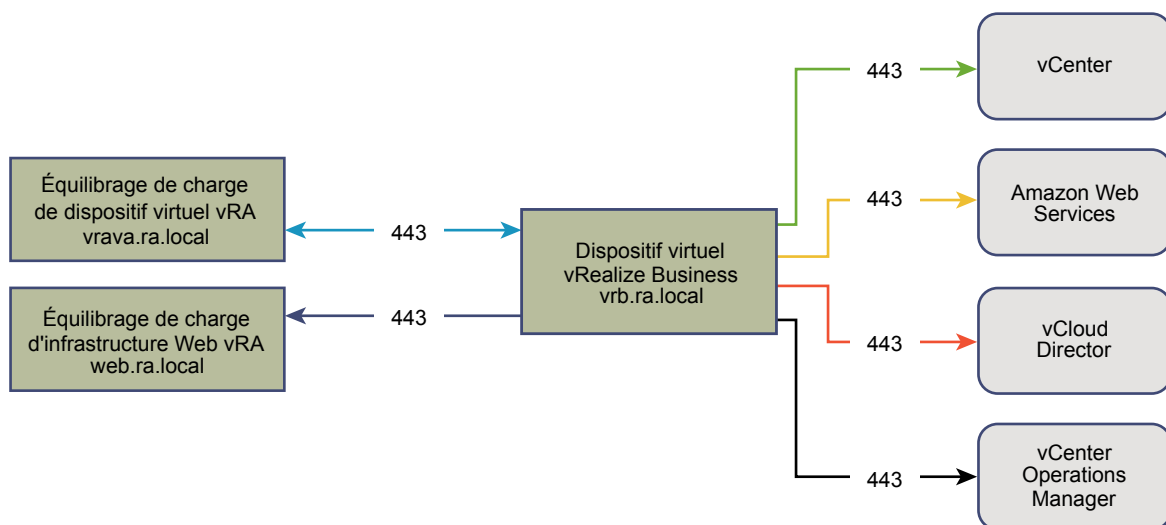 Équilibrage de charge
de dispositif virtuel vRA
vrava.ra.local
443
Équilibrage de charge
d'infrastructure Web vRA
web.ra.local
443
Dispositif virtuel
vRealize Business
vrb.ra.local
443
vCenter
443
Amazon Web
Services
443
vCloud
Director
443
vCenter
Operations
Manager